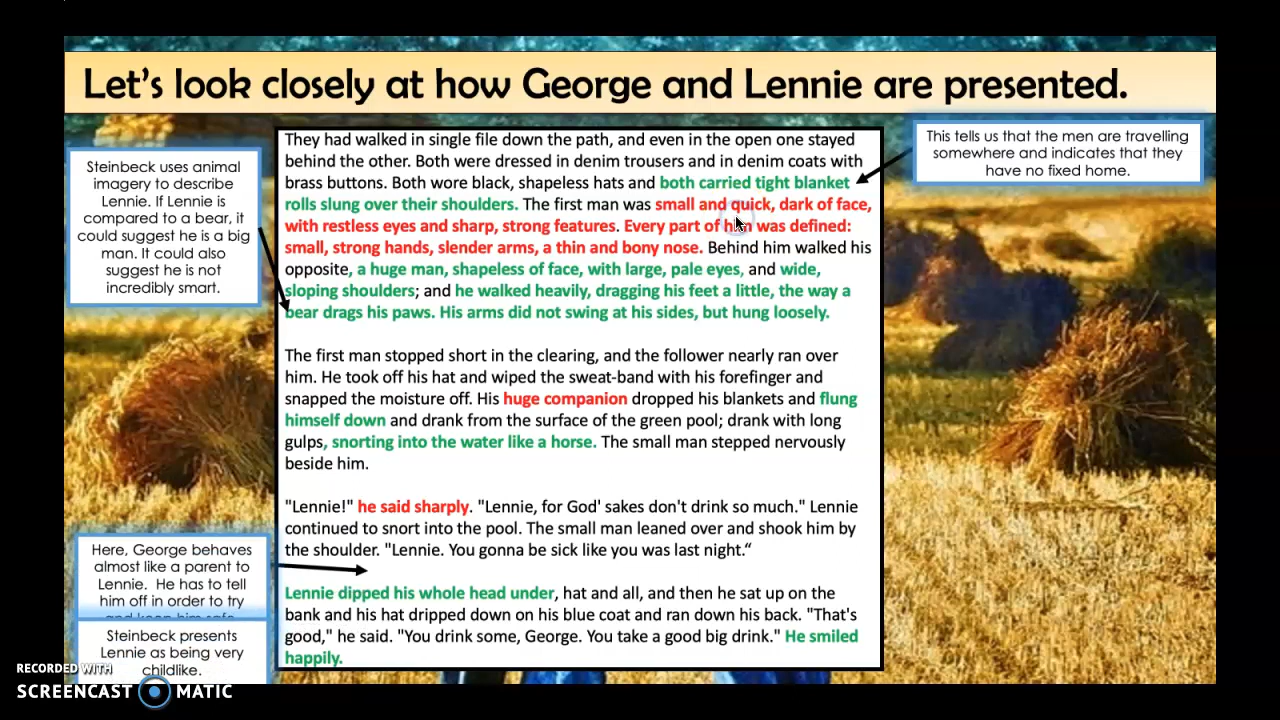 Let's look closely at how George and Lennie are presented.
Steinbeck uses animal
imagery to describe
Lennie. If Lennie is
compared to a bear, it
could suggest he is a big
man. It could also
suggest he is not
incredibly smart.
They had walked in single file down the path, and even in the open one stayed
behind the other. Both were dressed in denim trousers and in denim coats with
brass buttons. Both wore black, shapeless hats and both carried tight blanket
rolls slung over their shoulders. The first man was small and quick, dark of face,
with restless eyes and sharp, strong features. Every part of him was defined:
small, strong hands, slender arms, a thin and bony nose. Behind him walked his
opposite, a huge man, shapeless of face, with large, pale eyes, and wide,
sloping shoulders; and he walked heavily, dragging his feet a little, the way a
bear drags his paws. His arms did not swing at his sides, but hung loosely.
The first man stopped short in the clearing, and the follower nearly ran over
him. He took off his hat and wiped the sweat-band with his forefinger and
snapped the moisture off. His huge companion dropped his blankets and flung
himself down and drank from the surface of the green pool; drank with long
gulps, snorting into the water like a horse. The small man stepped nervously
beside him.
"Lennie!" he said sharply. "Lennie, for God' sakes don't drink so much." Lennie
continued to snort into the pool. The small man leaned over and shook him by
the shoulder. "Lennie. You gonna be sick like you was last night.“
Lennie dipped his whole head under, hat and all, and then he sat up on the
bank and his hat dripped down on his blue coat and ran down his back. "That's
good," he said. "You drink some, George. You take a good big drink." He smiled
happily.
This tells us that the men are travelling
somewhere and indicates that they
have no fixed home.
Here, George behaves
almost like a parent to
Lennie. He has to tell
him off in order to try
and keep him safe
Steinbeck presents
Lennie as being very
childlike.
RECORDED WITH
SCREENCAST MATIC